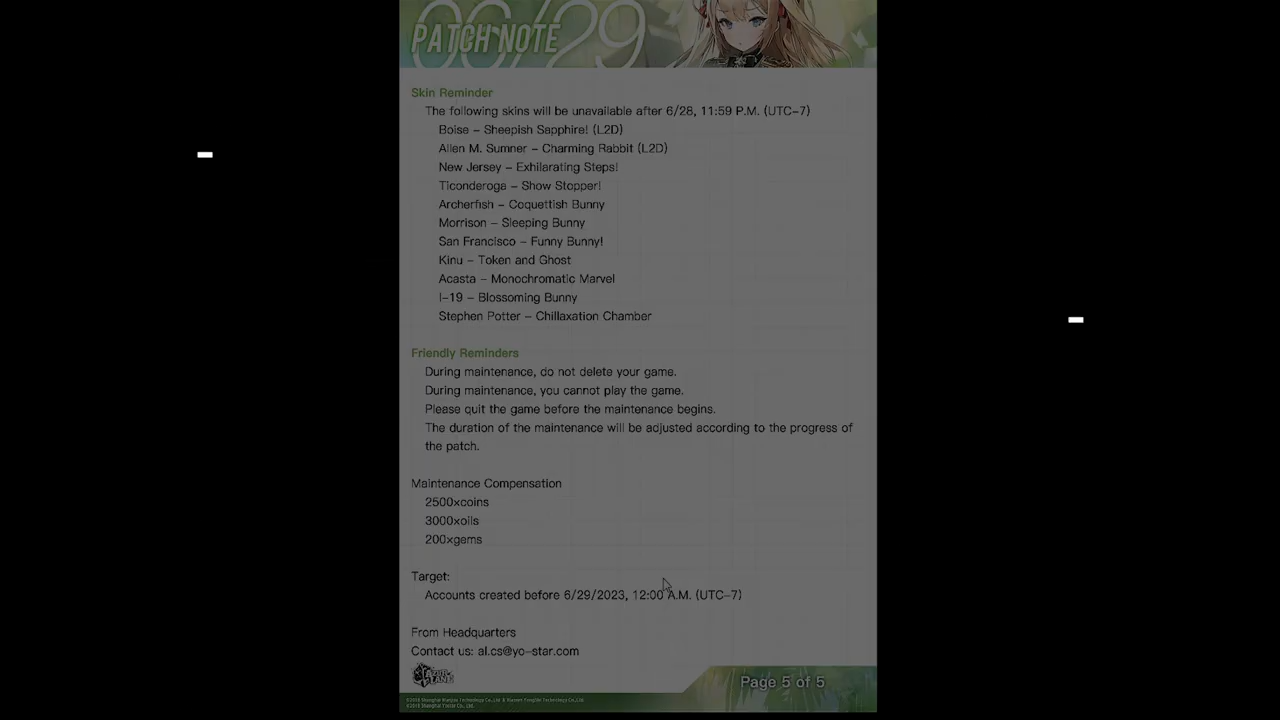 PATCH NOTE
06/29
Skin Reminder
The following skins will be unavailable after 6/28, 11:59 P.M. (UTC-7)
Boise – Sheepish Sapphire! (L2D)
Allen M. Sumner – Charming Rabbit (L2D)
New Jersey – Exhilarating Steps!
Ticonderoga – Show Stopper!
Archerfish – Coquettish Bunny
Morrison – Sleeping Bunny
San Francisco – Funny Bunny!
Kinu – Token and Ghost
Acasta – Monochromatic Marvel
I-19 – Blossoming Bunny
Stephen Potter – Chillaxation Chamber
Friendly Reminders
During maintenance, do not delete your game.
During maintenance, you cannot play the game.
Please quit the game before the maintenance begins.
The duration of the maintenance will be adjusted according to the progress of
the patch.
Maintenance Compensation
2500×coins
3000×oils
200×gems
Target:
Accounts created before 6/29/2023, 12:00 A.M. (UTC-7)
From Headquarters
Contact us: al.cs@yo-star.com
AZUR LANE
Page 5 of 5